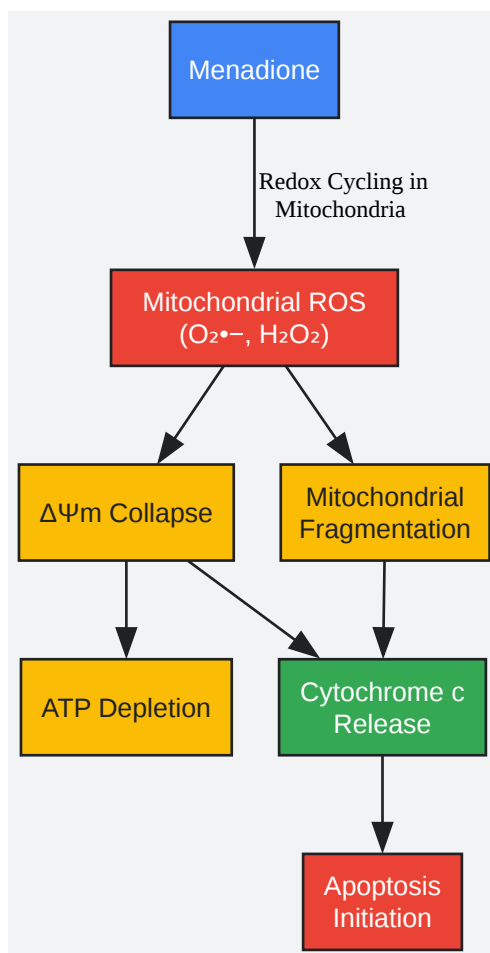 Menadione
Redox Cycling in
Mitochondria
Mitochondrial ROS
(O₂•−, H₂O₂)
ΔΨm Collapse
Mitochondrial
Fragmentation
ATP Depletion
Cytochrome c
Release
Apoptosis
Initiation